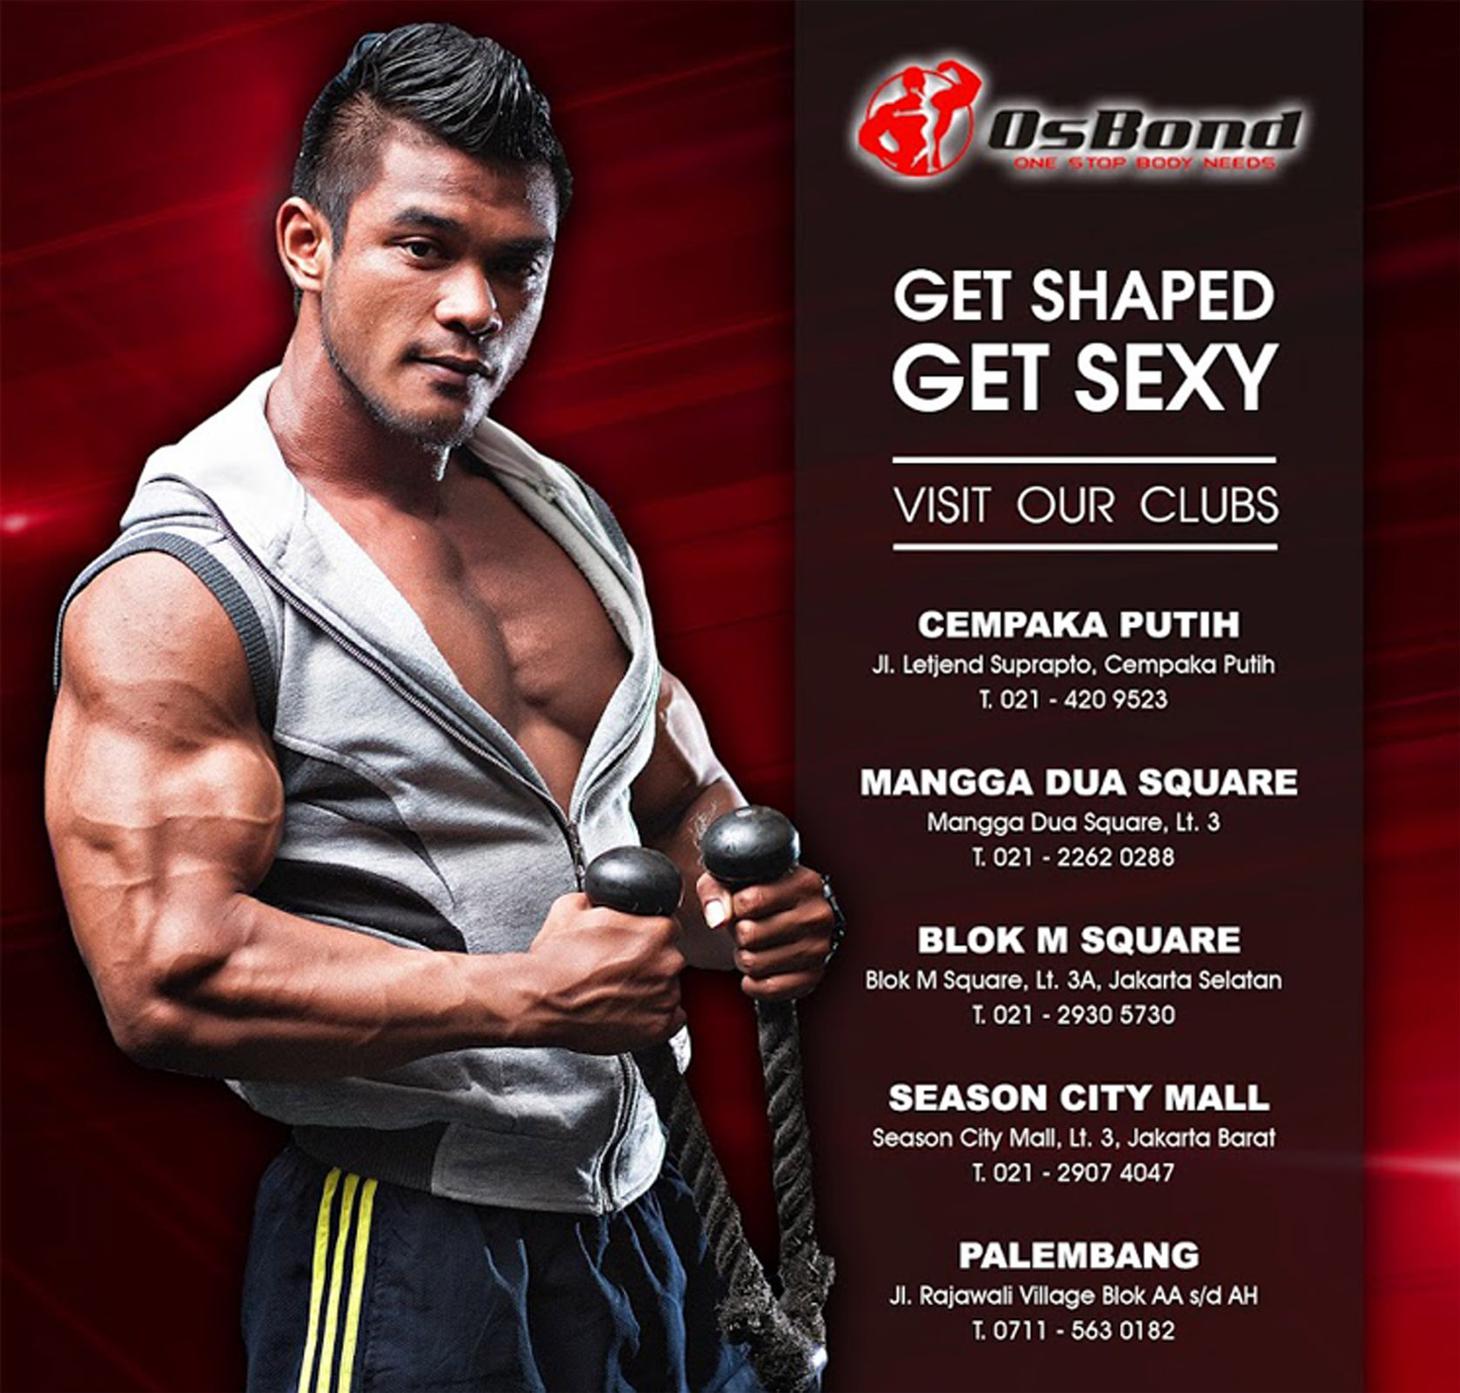 OsBond
ONE STOP BODY NEEDS
GET SHAPED
GET SEXY
VISIT OUR CLUBS
CEMPAKA PUTIH
Jl. Letjend Suprapto, Cempaka Putih
T. 021 - 420 9523
MANGGA DUA SQUARE
Mangga Dua Square, Lt. 3
T. 021 - 2262 0288
BLOK M SQUARE
Blok M Square, Lt. 3A, Jakarta Selatan
T. 021 - 2930 5730
SEASON CITY MALL
Season City Mall, Lt. 3, Jakarta Barat
T. 021 - 2907 4047
PALEMBANG
Jl. Rajawali Village Blok AA s/d AH
T. 0711 - 563 0182